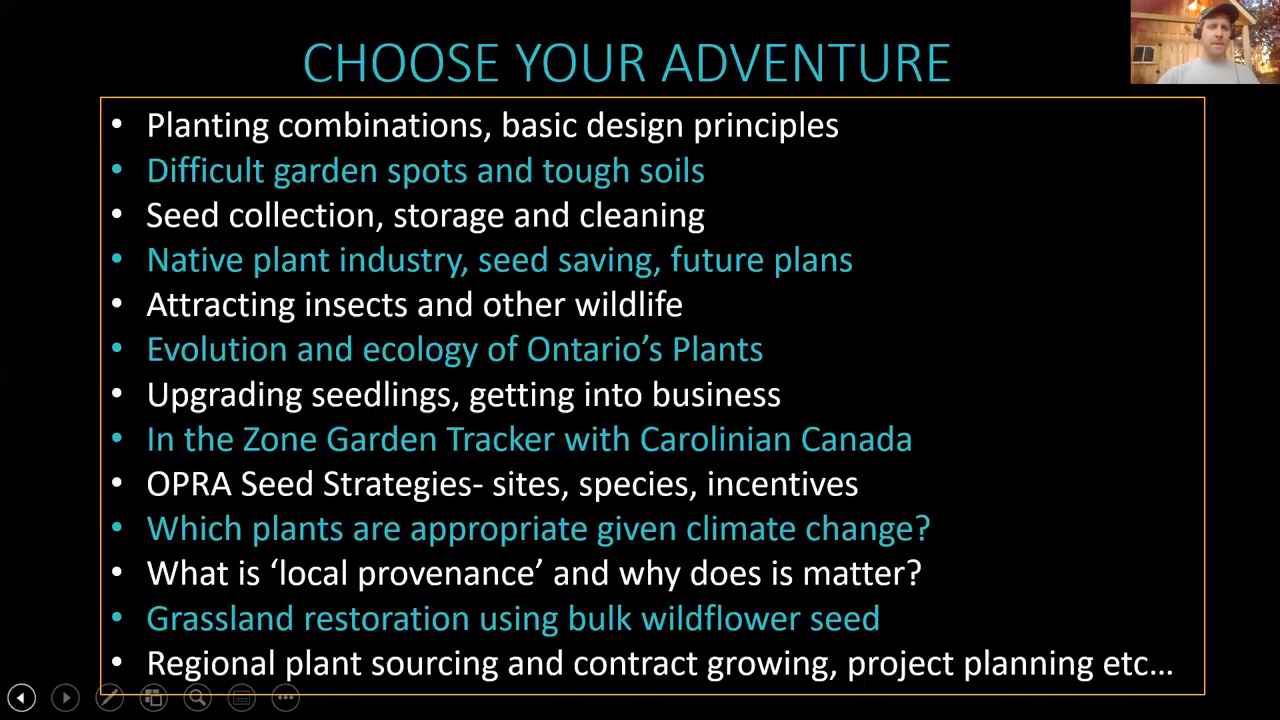 CHOOSE YOUR ADVENTURE
• Planting combinations, basic design principles
• Difficult garden spots and tough soils
• Seed collection, storage and cleaning
• Native plant industry, seed saving, future plans
• Attracting insects and other wildlife
• Evolution and ecology of Ontario’s Plants
• Upgrading seedlings, getting into business
• In the Zone Garden Tracker with Carolinian Canada
• OPRA Seed Strategies- sites, species, incentives
• Which plants are appropriate given climate change?
• What is ‘local provenance’ and why does is matter?
• Grassland restoration using bulk wildflower seed
• Regional plant sourcing and contract growing, project planning etc…